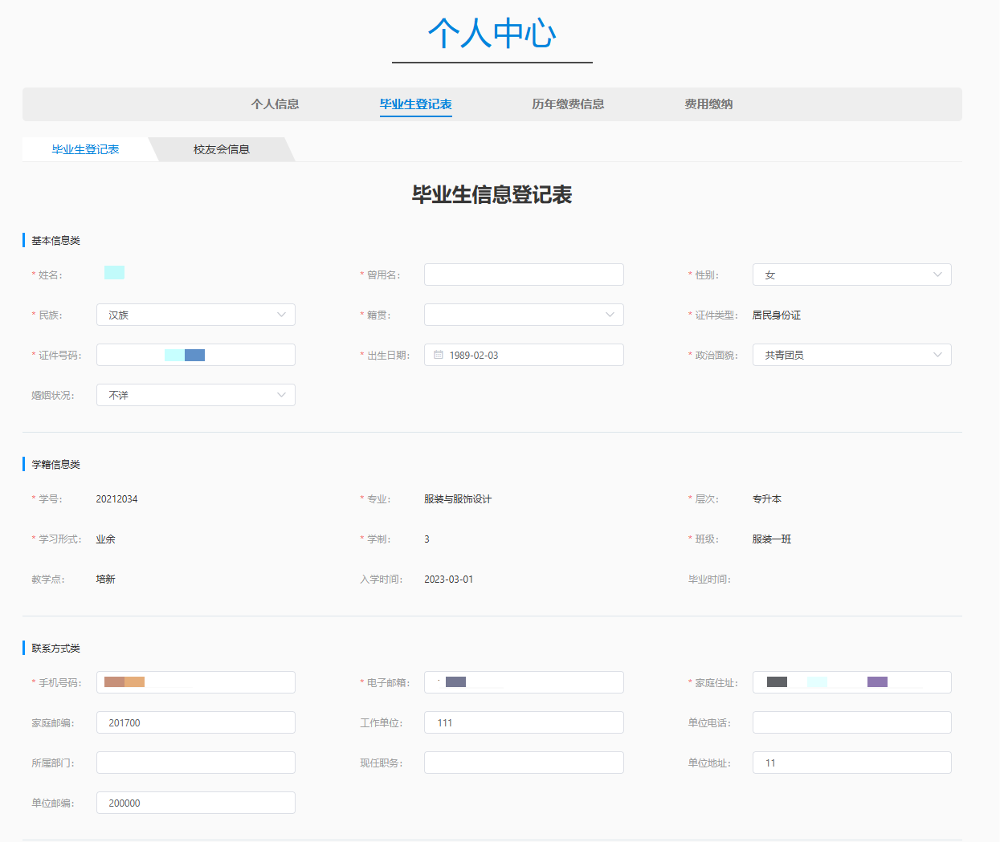 个人中心
个人信息 毕业生登记表 历年缴费信息 费用缴纳
毕业生登记表 校友会信息
毕业生信息登记表
基本信息类
* 姓名: * 曾用名: * 性别: 女
* 民族: 汉族 * 籍贯: * 证件类型: 居民身份证
* 证件号码: * 出生日期: 1989-02-03 * 政治面貌: 共青团员
婚姻状况: 不详
学籍信息类
* 学号: 20212034 * 专业: 服装与服饰设计 * 层次: 专升本
* 学习形式: 业余 * 学制: 3 * 班级: 服装一班
教学点: 培新 入学时间: 2023-03-01 毕业时间:
联系方式类
* 手机号码: * 电子邮箱: * 家庭住址:
家庭邮编: 201700 工作单位: 111 单位电话:
所属部门: 现任职务: 单位地址: 11
单位邮编: 200000